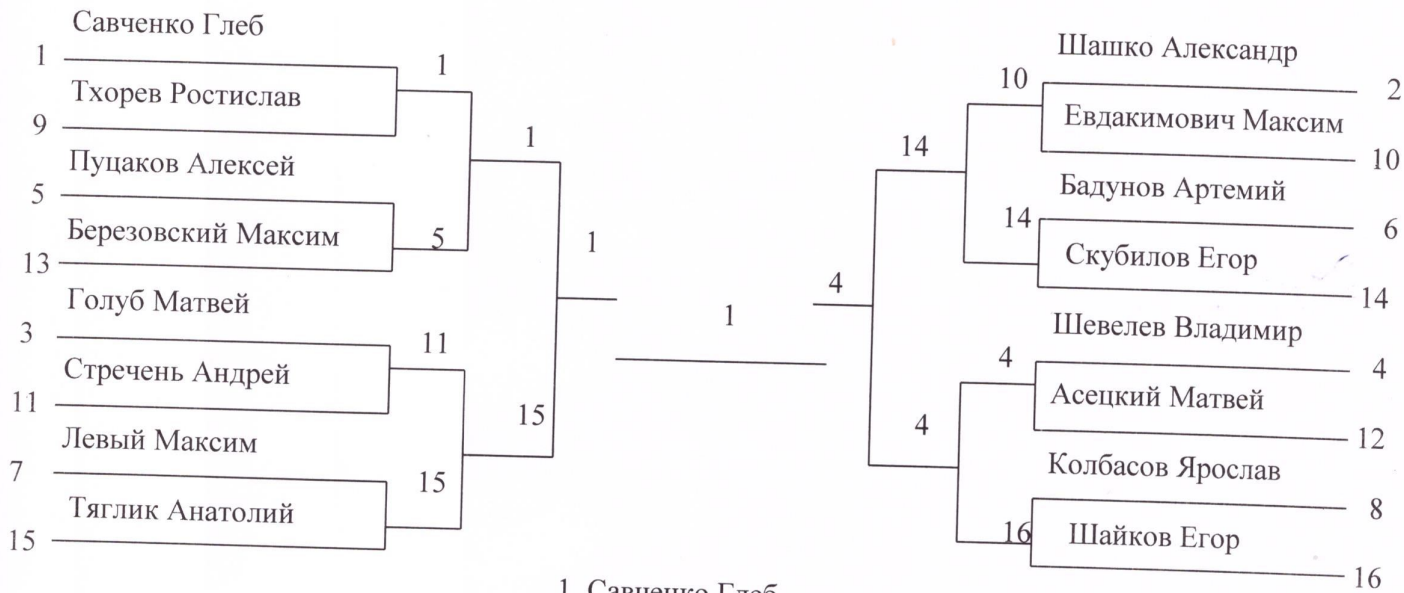 Савченко Глеб
1
1
Тхорев Ростислав
9
1
Пуцаков Алексей
5
Березовский Максим
5
13
1
Голуб Матвей
3
11
Стречень Андрей
11
15
Левый Максим
7
15
Тяглик Анатолий
15
1
4
Шашко Александр
10
2
Евдакимович Максим
14
10
Бадунов Артемий
14
6
Скубилов Егор
14
Шевелев Владимир
4
4
Асецкий Матвей
4
12
Колбасов Ярослав
8
16
Шайков Егор
16
1 Савченко Глеб